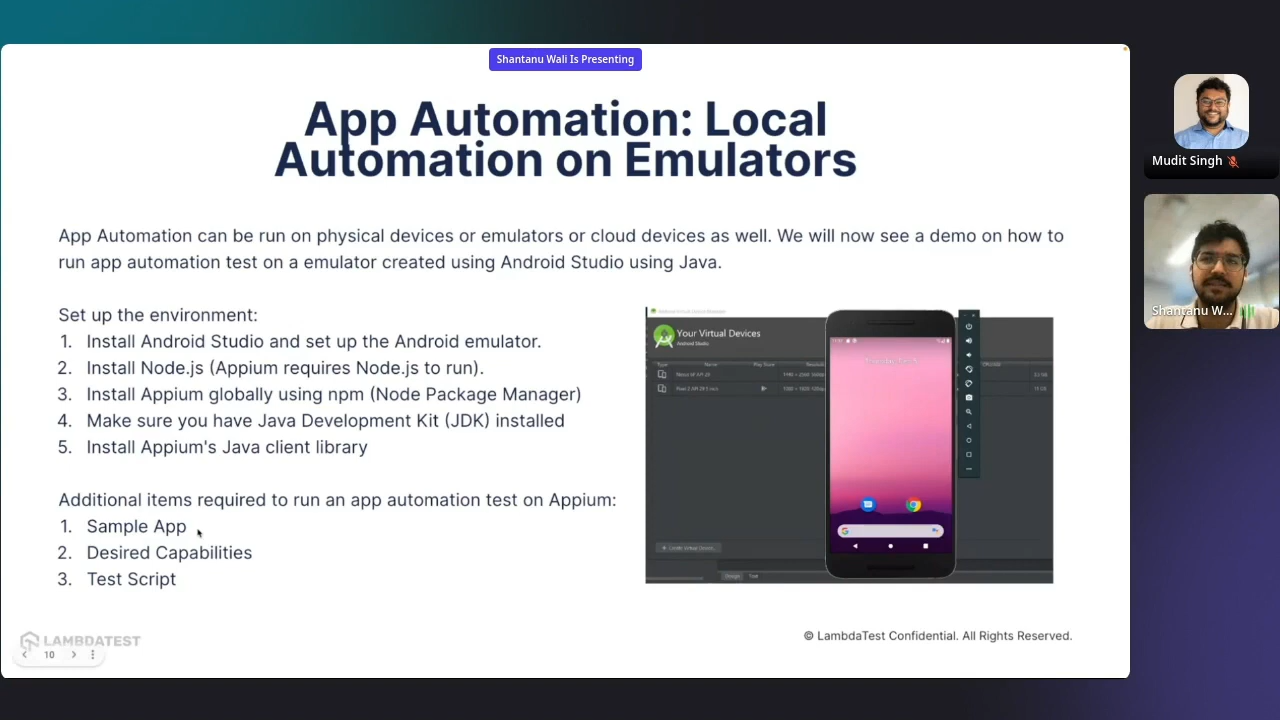 Shantanu Wali Is Presenting
App Automation: Local
Automation on Emulators
App Automation can be run on physical devices or emulators or cloud devices as well. We will now see a demo on how to
run app automation test on a emulator created using Android Studio using Java.
Set up the environment:
1. Install Android Studio and set up the Android emulator.
2. Install Node.js (Appium requires Node.js to run).
3. Install Appium globally using npm (Node Package Manager)
4. Make sure you have Java Development Kit (JDK) installed
5. Install Appium's Java client library
Additional items required to run an app automation test on Appium:
1. Sample App
2. Desired Capabilities
3. Test Script
Your Virtual Devices
Android Studio
Type Name Play Store
LAMBDATEST
10
© LambdaTest Confidential. All Rights Reserved.
Mudit Singh
Shantanu W...